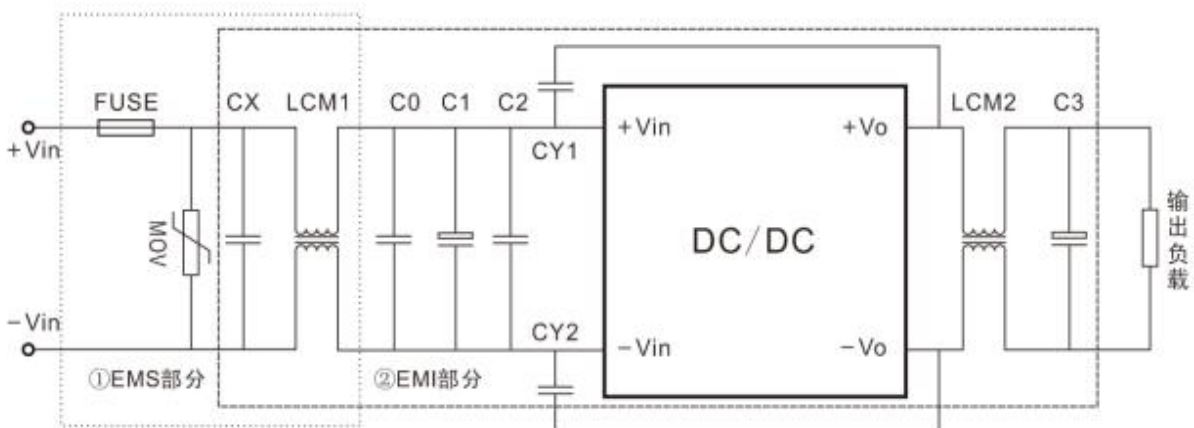 FUSE
CX
LCM1
C0
C1
C2
LCM2
C3
+Vin
+Vin
+Vo
CY1
MOV
DC/DC
输出负载
-Vin
CY2
-Vin
-Vo
①EMS部分
②EMI部分